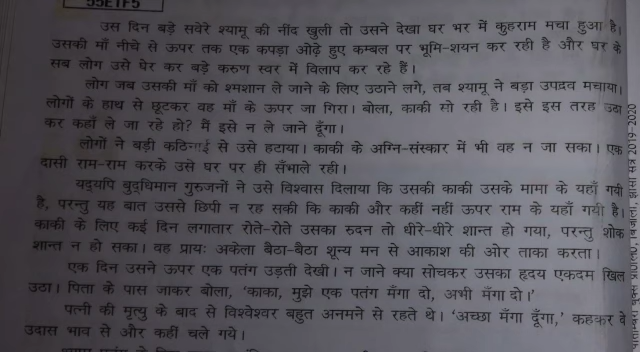 55ETF5
उस दिन बड़े सवेरे श्यामू की नींद खुली तो उसने देखा घर भर में कुहराम मचा हुआ है।
उसकी माँ नीचे से ऊपर तक एक कपड़ा ओढ़े हुए कम्बल पर भूमि-शयन कर रही है और घर के
सब लोग उसे घेर कर बड़े करुण स्वर में विलाप कर रहे हैं।
लोग जब उसकी माँ को श्मशान ले जाने के लिए उठाने लगे, तब श्यामू ने बड़ा उपद्रव मचाया।
लोगों के हाथ से छूटकर वह माँ के ऊपर जा गिरा। बोला, काकी सो रही है। इसे इस तरह उठा
कर कहाँ ले जा रहे हो? मैं इसे न ले जाने दूँगा।
लोगों ने बड़ी कठिनाई से उसे हटाया। काकी के अग्नि-संस्कार में भी वह न जा सका। एक
दासी राम-राम करके उसे घर पर ही सँभाले रही।
यद्यपि बुद्धिमान गुरुजनों ने उसे विश्वास दिलाया कि उसकी काकी उसके मामा के यहाँ गयी
है, परन्तु यह बात उससे छिपी न रह सकी कि काकी और कहीं नहीं ऊपर राम के यहाँ गयी है।
काकी के लिए कई दिन लगातार रोते-रोते उसका रुदन तो धीरे-धीरे शान्त हो गया, परन्तु शोक
शान्त न हो सका। वह प्रायः अकेला बैठा-बैठा शून्य मन से आकाश की ओर ताका करता।
एक दिन उसने ऊपर एक पतंग उड़ती देखी। न जाने क्या सोचकर उसका हृदय एकदम खिल
उठा। पिता के पास जाकर बोला, 'काका, मुझे एक पतंग मँगा दो, अभी मँगा दो।'
पत्नी की मृत्यु के बाद से विश्वेश्वर बहुत अनमने से रहते थे। 'अच्छा मँगा दूँगा,' कहकर वे
उदास भाव से और कहीं चले गये।
2019-2020